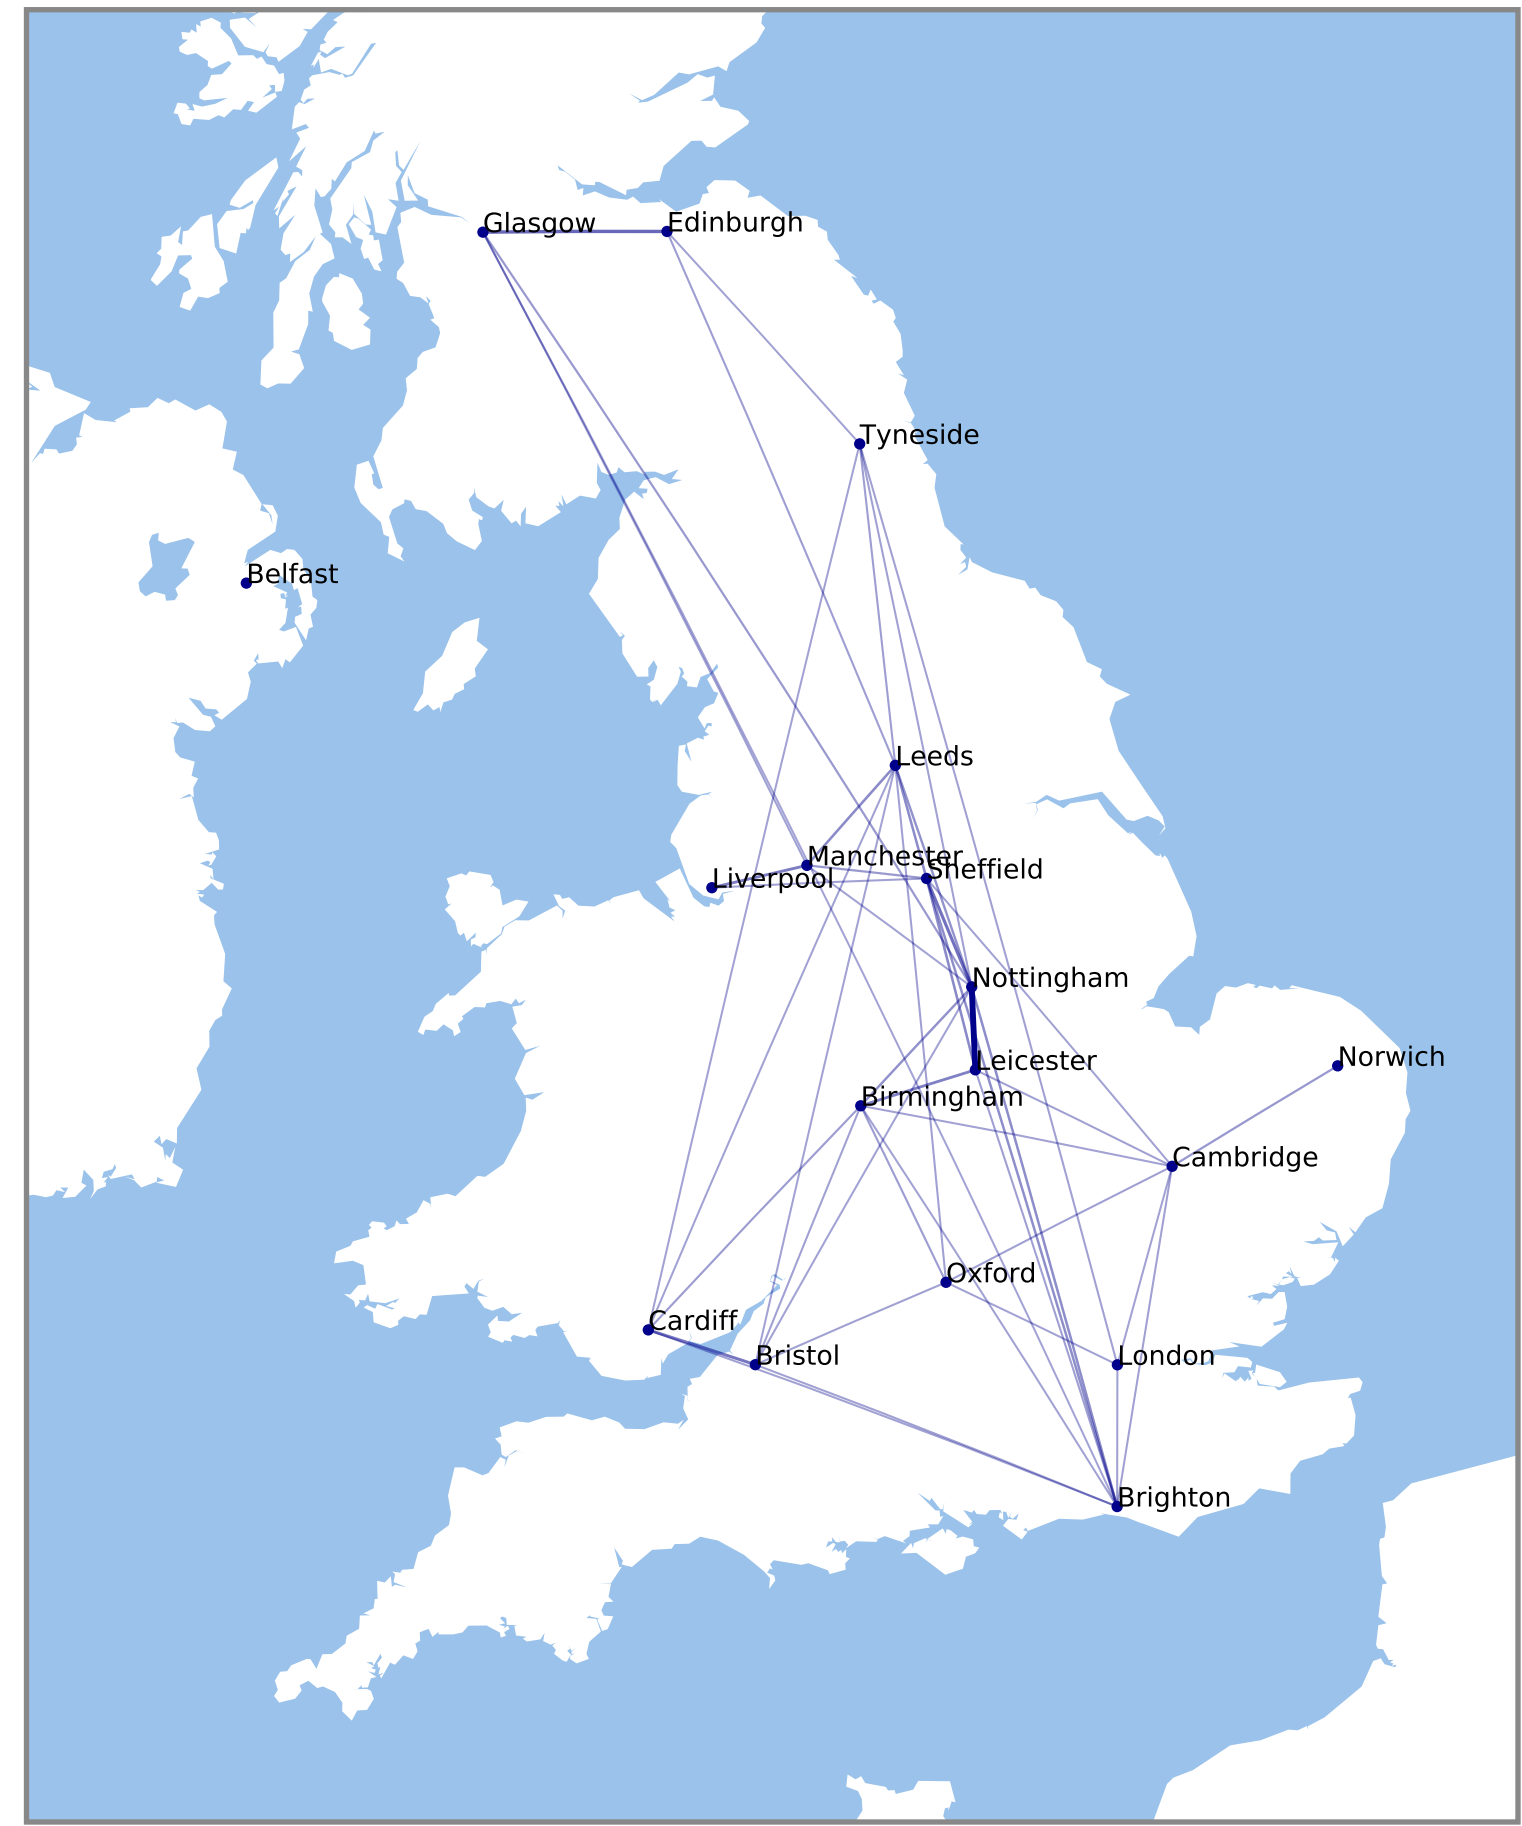 Glasgow
Edinburgh
Tyneside
Belfast
Leeds
Manchester
Sheffield
Liverpool
Nottingham
Norwich
Leicester
Birmingham
Cambridge
Oxford
Cardiff
Bristol
London
Brighton